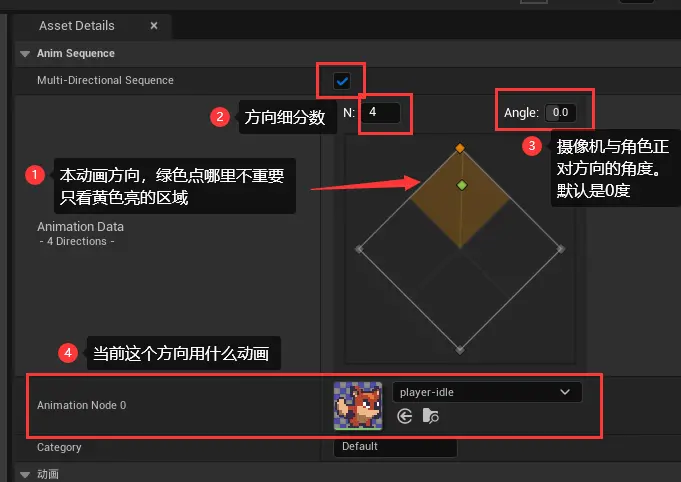 Asset Details ×
Anim Sequence
Multi-Directional Sequence
2 方向细分数 N: 4 Angle: 0.0
1 本动画方向，绿色点哪里不重要
只看黄色亮的区域
3 摄像机与角色正
对方向的角度。
默认是0度
Animation Data
- 4 Directions -
4 当前这个方向用什么动画
Animation Node 0 player-idle
Category Default
动画